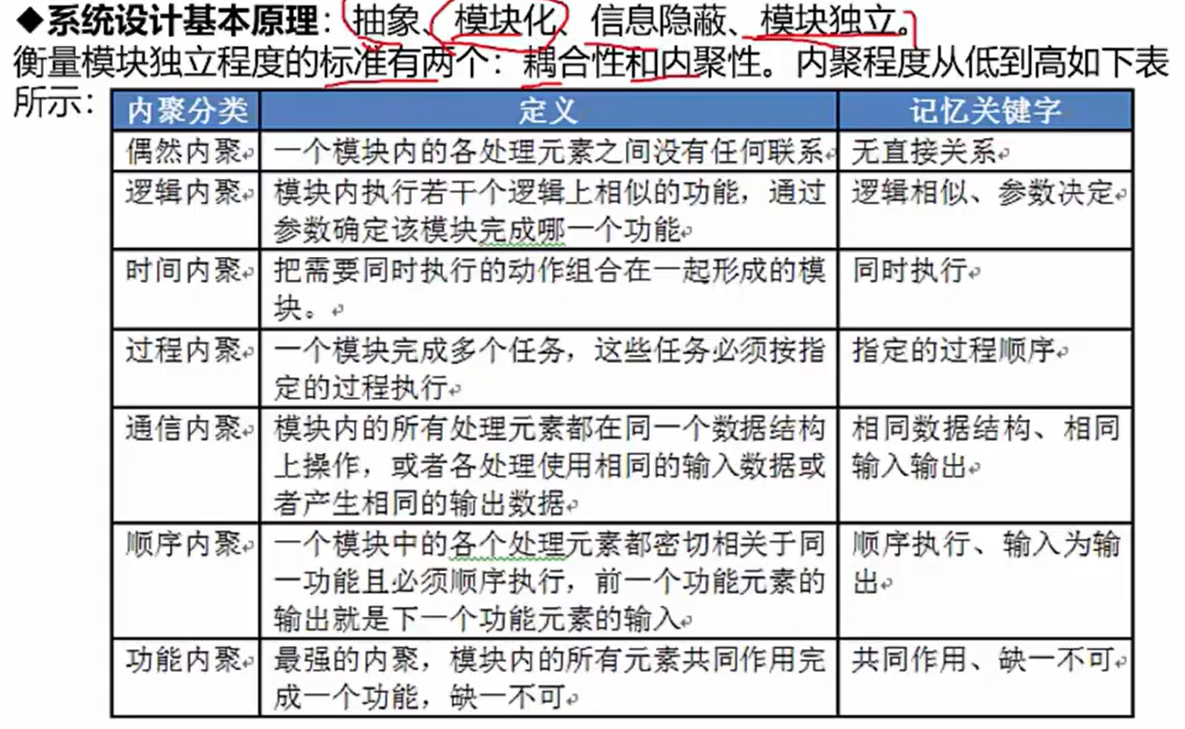 ◆系统设计基本原理：抽象、模块化、信息隐蔽、模块独立。
衡量模块独立程度的标准有两个：耦合性和内聚性。内聚程度从低到高如下表
所示：
内聚分类 定义 记忆关键字
偶然内聚 一个模块内的各处理元素之间没有任何联系 无直接关系
逻辑内聚 模块内执行若干个逻辑上相似的功能，通过 逻辑相似、参数决定
参数确定该模块完成哪一个功能
时间内聚 把需要同时执行的动作组合在一起形成的模 同时执行
块。
过程内聚 一个模块完成多个任务，这些任务必须按指 指定的过程顺序
定的过程执行
通信内聚 模块内的所有处理元素都在同一个数据结构 相同数据结构、相同
上操作，或者各处理使用相同的输入数据或 输入输出
者产生相同的输出数据
顺序内聚 一个模块中的各个处理元素都密切相关于同 顺序执行、输入为输
一功能且必须顺序执行，前一个功能元素的 出
输出就是下一个功能元素的输入
功能内聚 最强的内聚，模块内的所有元素共同作用完 共同作用、缺一不可
成一个功能，缺一不可